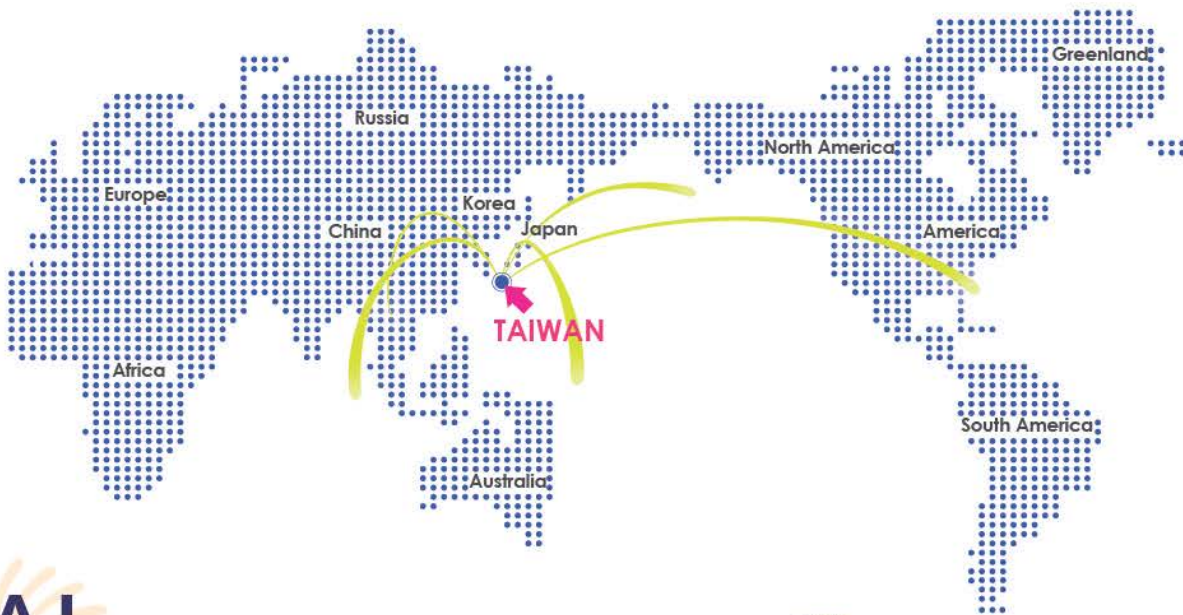 Greenland
Russia
North America
Europe
Korea
China
Japan
America
TAIWAN
Africa
South America
Australia